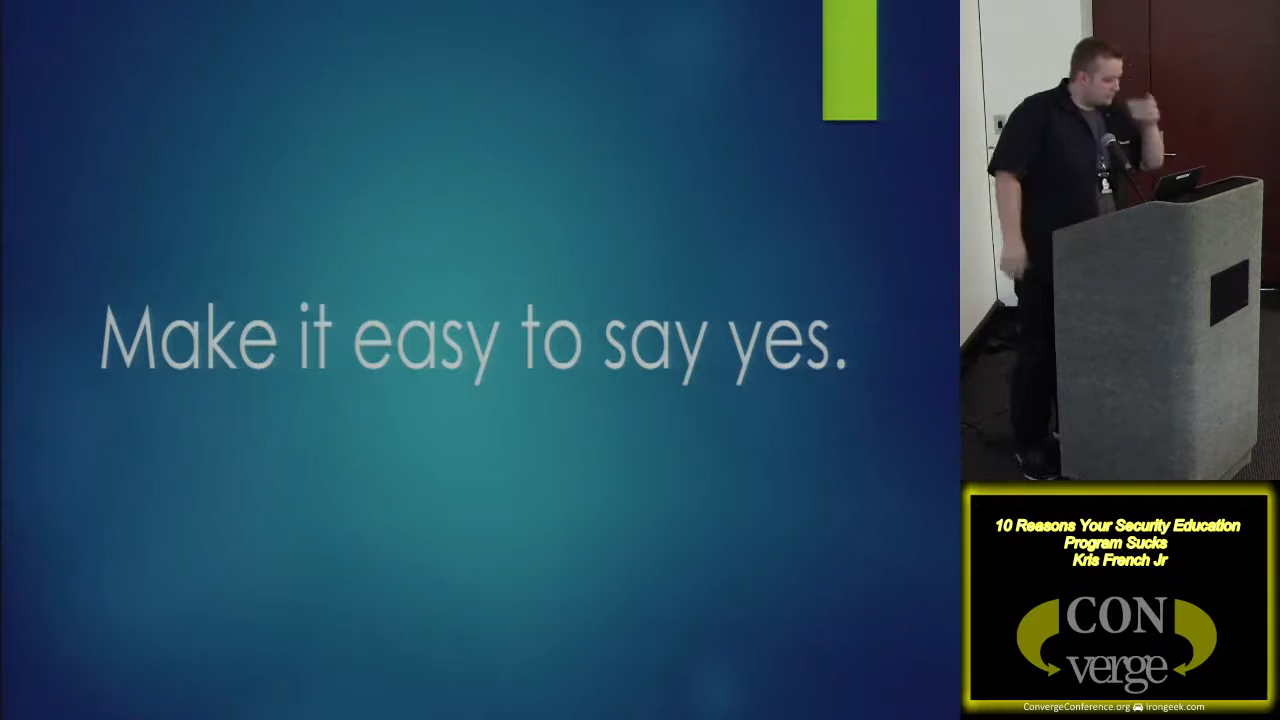 Make it easy to say yes.
10 Reasons Your Security Education
Program Sucks
Kris French Jr
CON
verge
ConvergeConference.org Irongeek.com